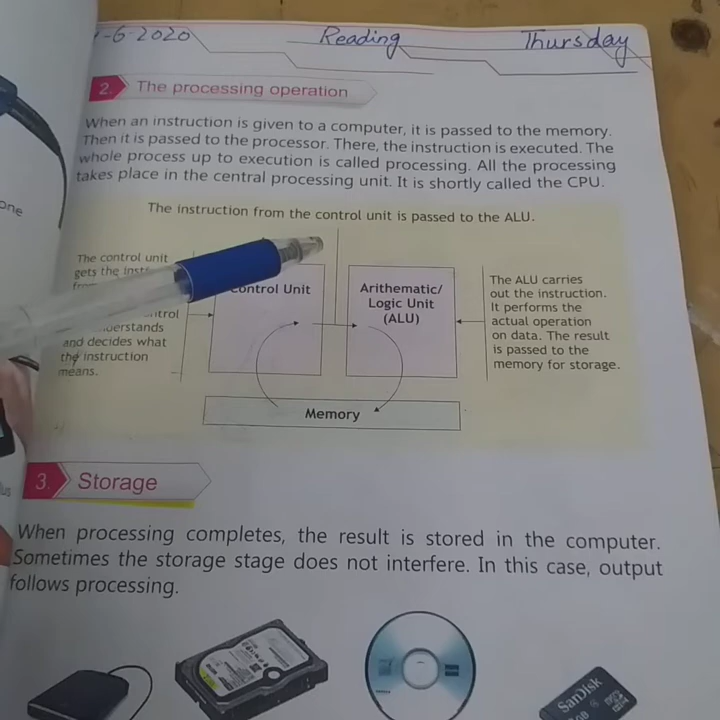 -6-2020 Reading Thursday
2. The processing operation
When an instruction is given to a computer, it is passed to the memory.
Then it is passed to the processor. There, the instruction is executed. The
whole process up to execution is called processing. All the processing
takes place in the central processing unit. It is shortly called the CPU.
The instruction from the control unit is passed to the ALU.
The control unit
gets the
and decides what
the instruction
means.
Control Unit
Arithematic/
Logic Unit
(ALU)
The ALU carries
out the instruction.
It performs the
actual operation
on data. The result
is passed to the
memory for storage.
Memory
3. Storage
When processing completes, the result is stored in the computer.
Sometimes the storage stage does not interfere. In this case, output
follows processing.
SanDisk